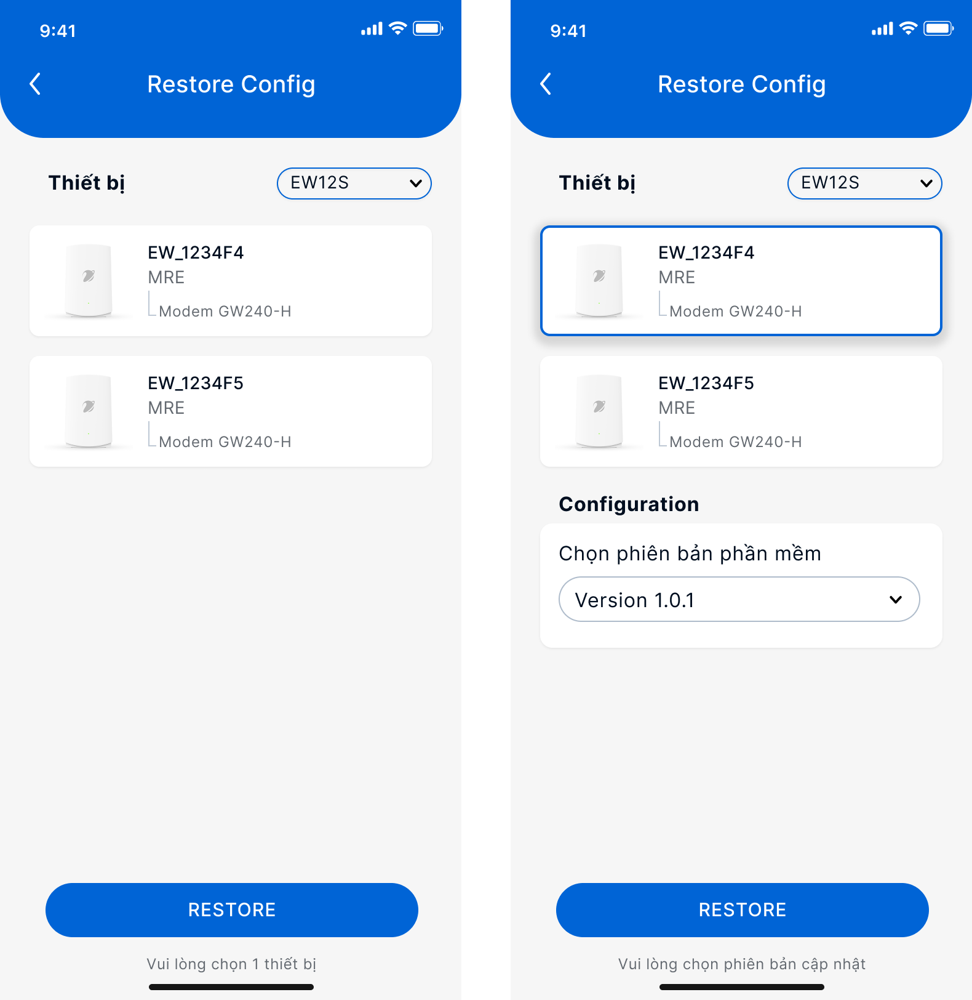 9:41
Restore Config
Thiết bị
EW12S
EW_1234F4
MRE
Modem GW240-H
EW_1234F5
MRE
Modem GW240-H
RESTORE
Vui lòng chọn 1 thiết bị
9:41
Restore Config
Thiết bị
EW12S
EW_1234F4
MRE
Modem GW240-H
EW_1234F5
MRE
Modem GW240-H
Configuration
Chọn phiên bản phần mềm
Version 1.0.1
RESTORE
Vui lòng chọn phiên bản cập nhật